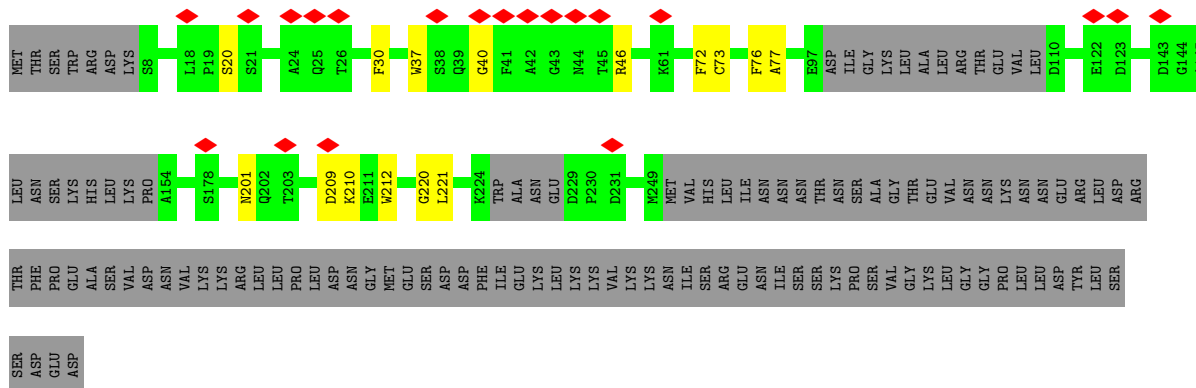 MET THR SER TRP ARG ASP LYS S8 L18 P19 S20 S21 A24 Q25 T26 F30 W37 S38 Q39 G40 F41 A42 G43 N44 T45 R46 K61 F72 C73 F76 A77 E97 ASP ILE GLY LYS LEU ALA LEU ARG THR GLU VAL LEU D110 E122 D123 D143 G144
LEU ASN SER LYS HIS LEU LYS PRO A154 S178 N201 Q202 T203 D209 K210 E211 W212 G220 L221 K224 TRP ALA ASN GLU D229 P230 D231 M249 MET VAL HIS LEU ILE ASN ASN ASN THR ASN SER ALA GLY THR GLU VAL ASN ASN LYS ASN ASN GLU ARG LEU ASP ARG
THR PHE PRO GLU ALA SER VAL ASP ASN VAL LYS LYS ARG LEU LEU PRO LEU ASP ASN GLY MET GLU SER ASP ASP PHE ILE GLU LYS LEU LYS LYS VAL LYS LYS ASN ILE SER ARG GLU ASN ILE SER SER LYS PRO SER VAL GLY LYS LEU GLY GLY PRO LEU LEU ASP TYR LEU SER
SER ASP GLU ASP